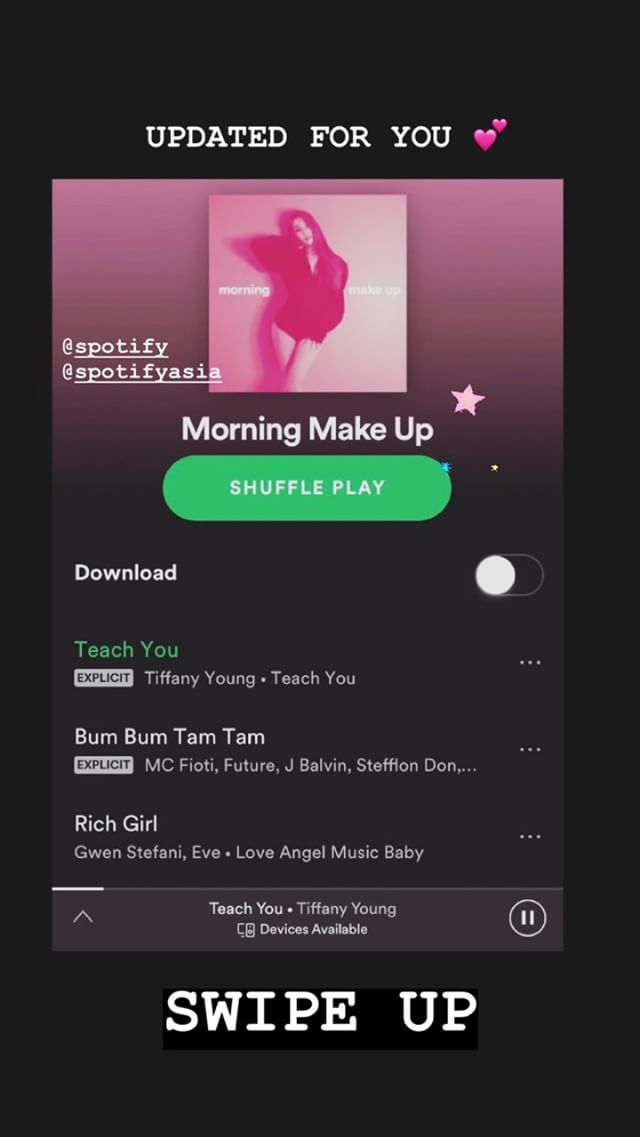 UPDATED FOR YOU 💕
morning make up
@spotify
@spotifyasia
Morning Make Up
SHUFFLE PLAY
Download
Teach You
EXPLICIT Tiffany Young • Teach You
Bum Bum Tam Tam
EXPLICIT MC Fioti, Future, J Balvin, Stefflon Don,...
Rich Girl
Gwen Stefani, Eve • Love Angel Music Baby
Teach You • Tiffany Young
Devices Available
SWIPE UP